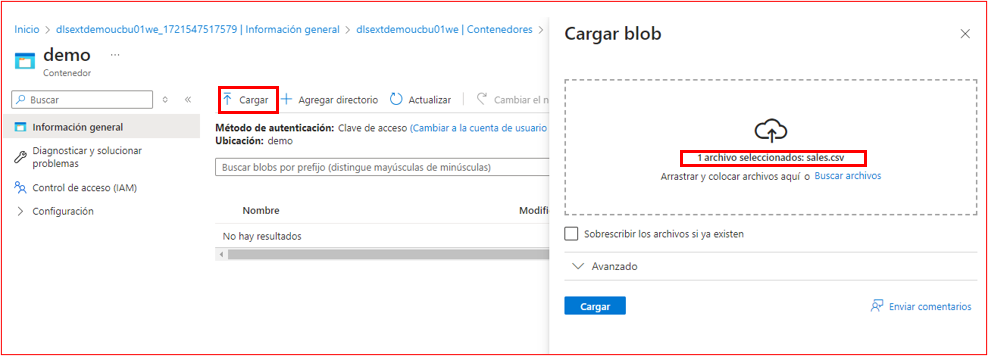 Inicio > dlsextdemoucbu01we_1721547517579 | Información general > dlsextdemoucbu01we | Contenedores >
demo ...
Contenedor
Buscar
Información general
Diagnosticar y solucionar
problemas
Control de acceso (IAM)
Configuración
Cargar
Agregar directorio
Actualizar
Cambiar el n
Método de autenticación: Clave de acceso (Cambiar a la cuenta de usuario
Ubicación: demo
Buscar blobs por prefijo (distingue mayúsculas de minúsculas)
Nombre
Modifi
No hay resultados
Cargar blob
1 archivo seleccionados: sales.csv
Arrastrar y colocar archivos aquí o Buscar archivos
Sobrescribir los archivos si ya existen
Avanzado
Cargar
Enviar comentarios